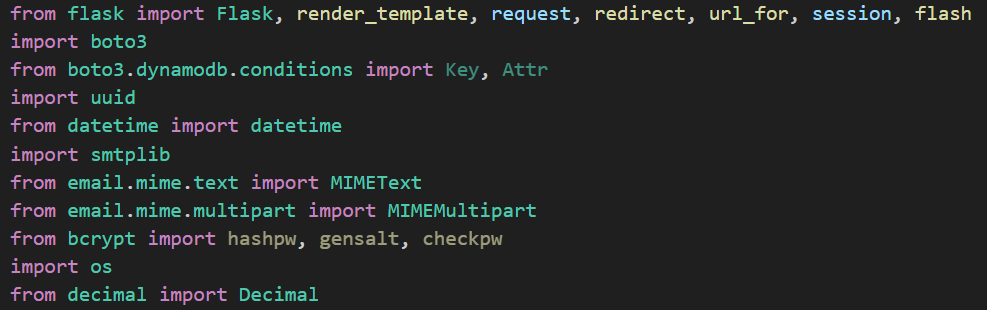 from flask import Flask, render_template, request, redirect, url_for, session, flash
import boto3
from boto3.dynamodb.conditions import Key, Attr
import uuid
from datetime import datetime
import smtplib
from email.mime.text import MIMEText
from email.mime.multipart import MIMEMultipart
from bcrypt import hashpw, gensalt, checkpw
import os
from decimal import Decimal